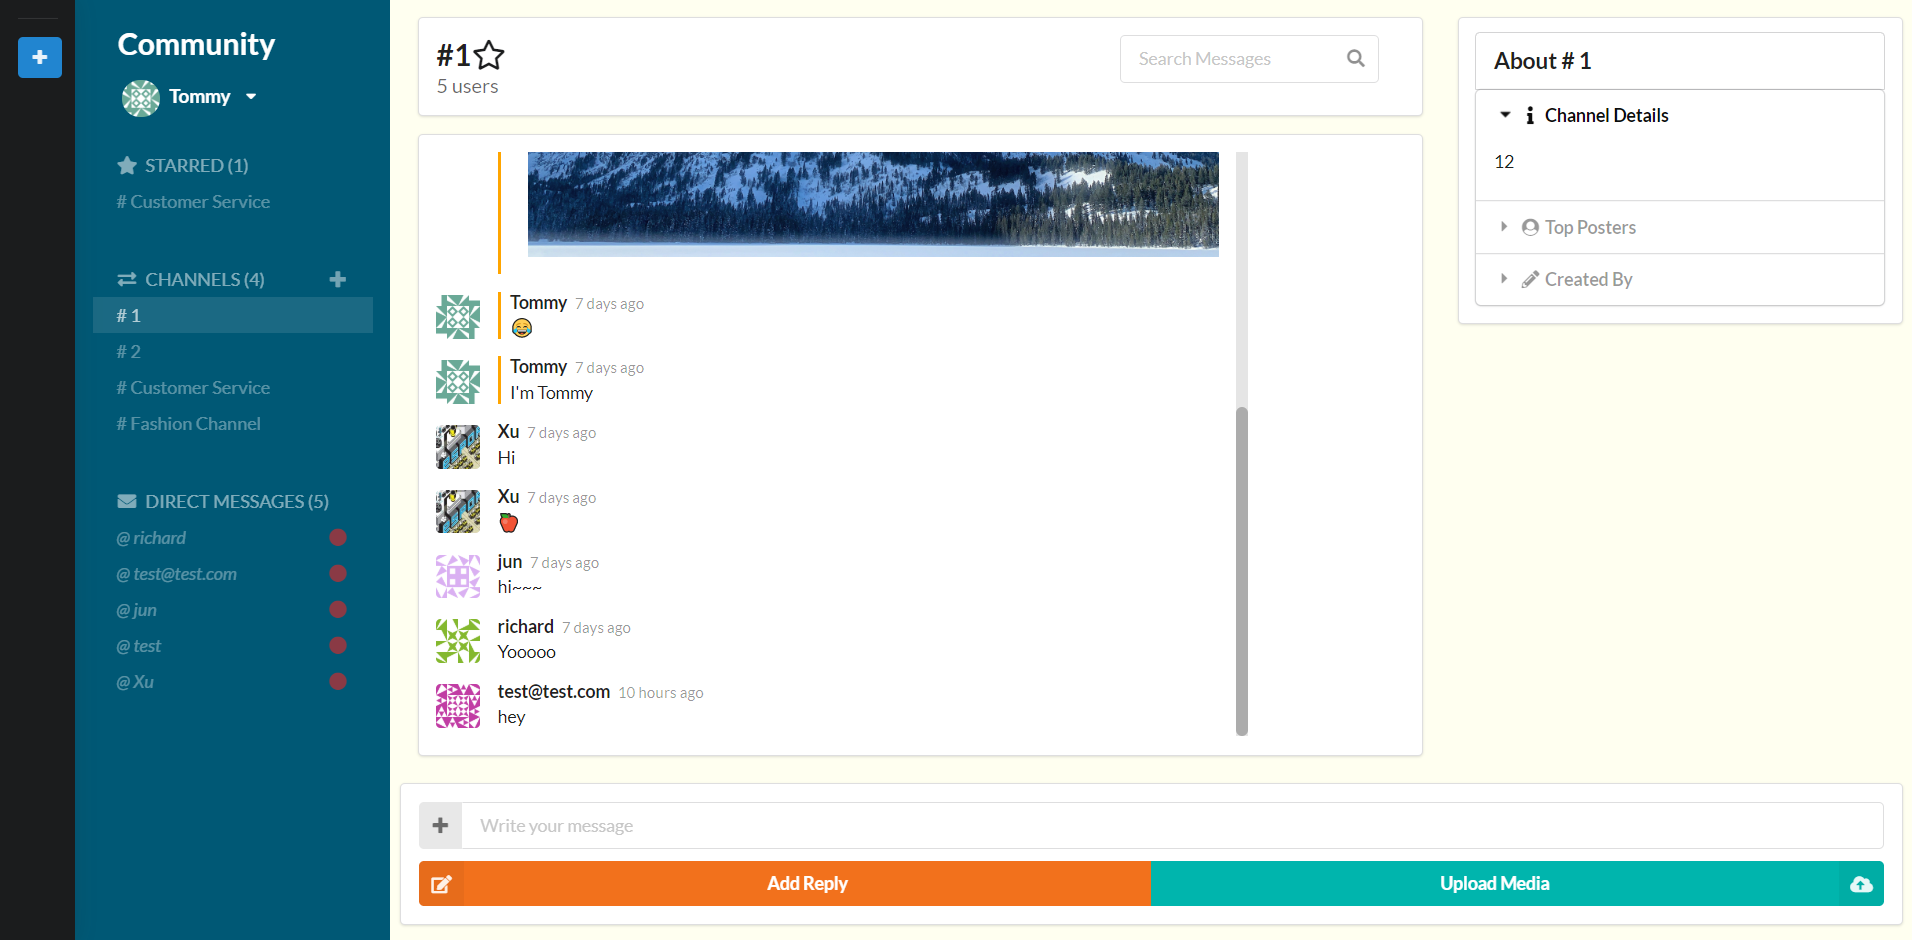 Community
Tommy
STARRED (1)
# Customer Service
CHANNELS (4)
# 1
# 2
# Customer Service
# Fashion Channel
DIRECT MESSAGES (5)
@ richard
@ test@test.com
@ jun
@ test
@ Xu
#1
5 users
Search Messages
Tommy 7 days ago
😂
Tommy 7 days ago
I'm Tommy
Xu 7 days ago
Hi
Xu 7 days ago
🍎
jun 7 days ago
hi~~~
richard 7 days ago
Yooooo
test@test.com 10 hours ago
hey
Write your message
Add Reply
Upload Media
About # 1
Channel Details
12
Top Posters
Created By